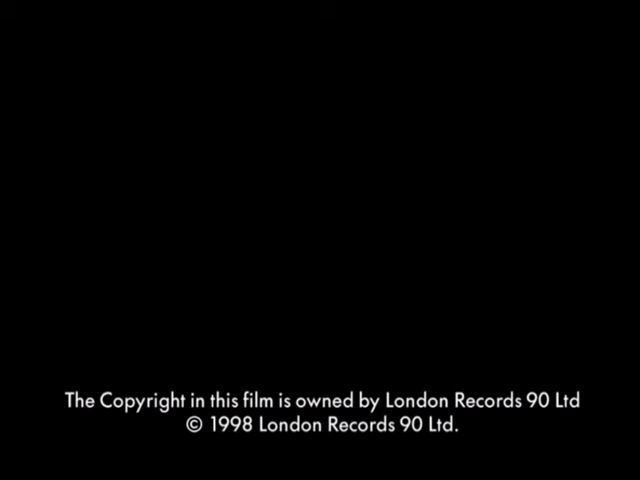 The Copyright in this film is owned by London Records 90 Ltd
© 1998 London Records 90 Ltd.